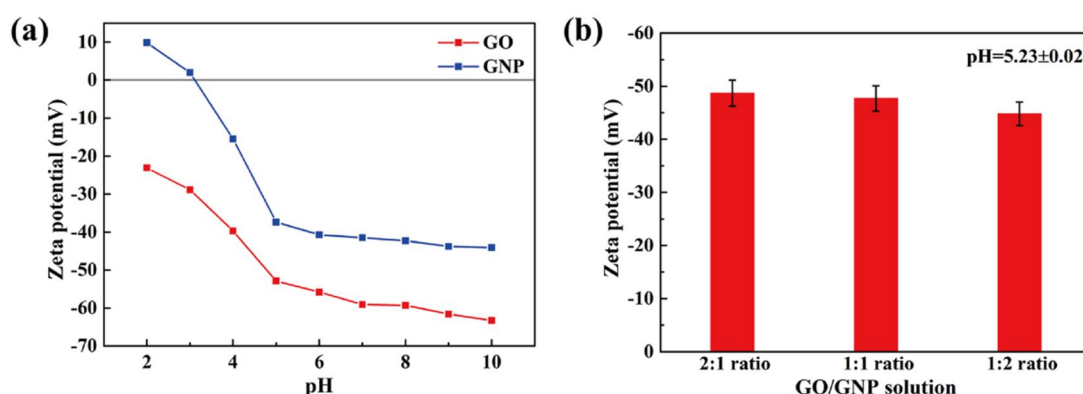 (a)
10
0
-10
-20
-30
-40
-50
-60
-70
Zeta potential (mV)
GO
GNP
2
4
6
8
10
pH
(b)
-60
-50
-40
-30
-20
-10
0
Zeta potential (mV)
pH=5.23±0.02
2:1 ratio
1:1 ratio
1:2 ratio
GO/GNP solution